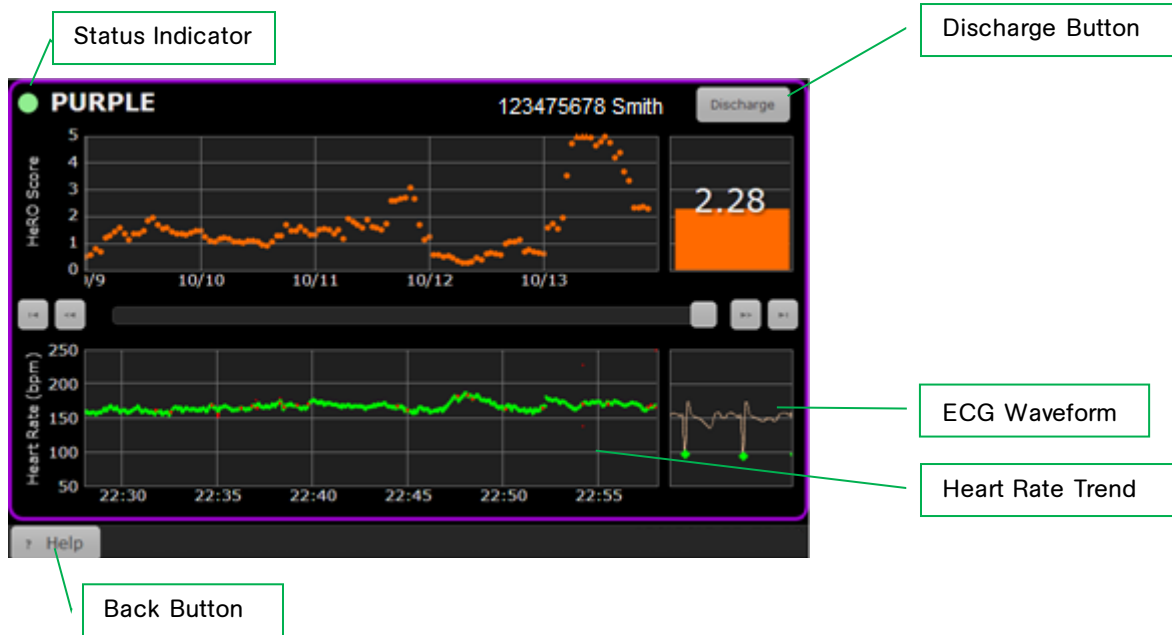 Status Indicator
Discharge Button
PURPLE
123475678 Smith
Discharge
HeRO Score
5
4
3
2
1
0
2.28
)/9 10/10 10/11 10/12 10/13
Heart Rate (bpm)
250
200
150
100
50
22:30 22:35 22:40 22:45 22:50 22:55
ECG Waveform
Heart Rate Trend
? Help
Back Button